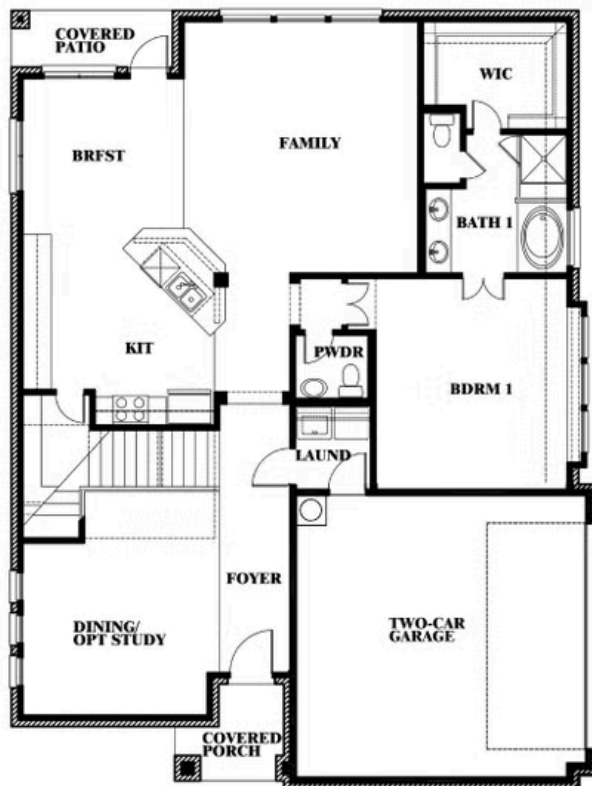 COVERED
PATIO
WIC
BRFST
FAMILY
BATH 1
KIT
PWDR
BDRM 1
LAUND
FOYER
DINING/
OPT STUDY
TWO-CAR
GARAGE
COVERED
PORCH